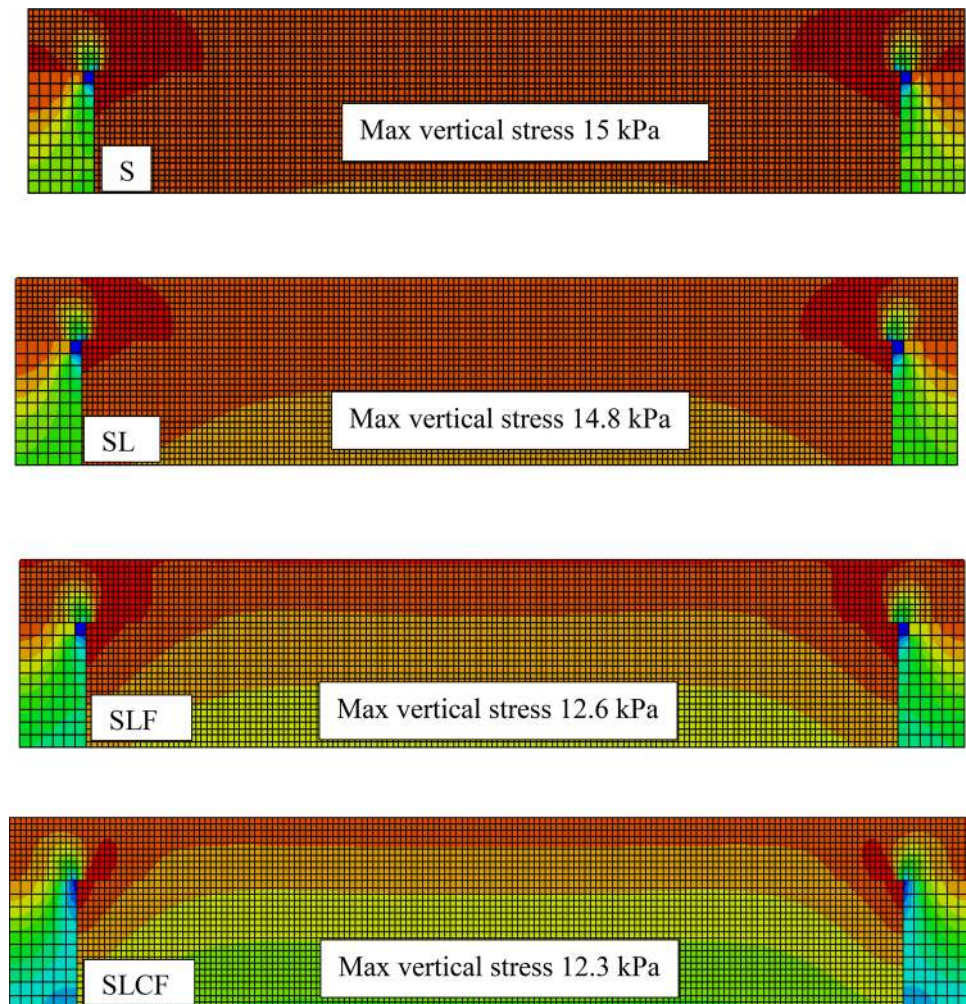 Max vertical stress 15 kPa
S
Max vertical stress 14.8 kPa
SL
Max vertical stress 12.6 kPa
SLF
Max vertical stress 12.3 kPa
SLCF